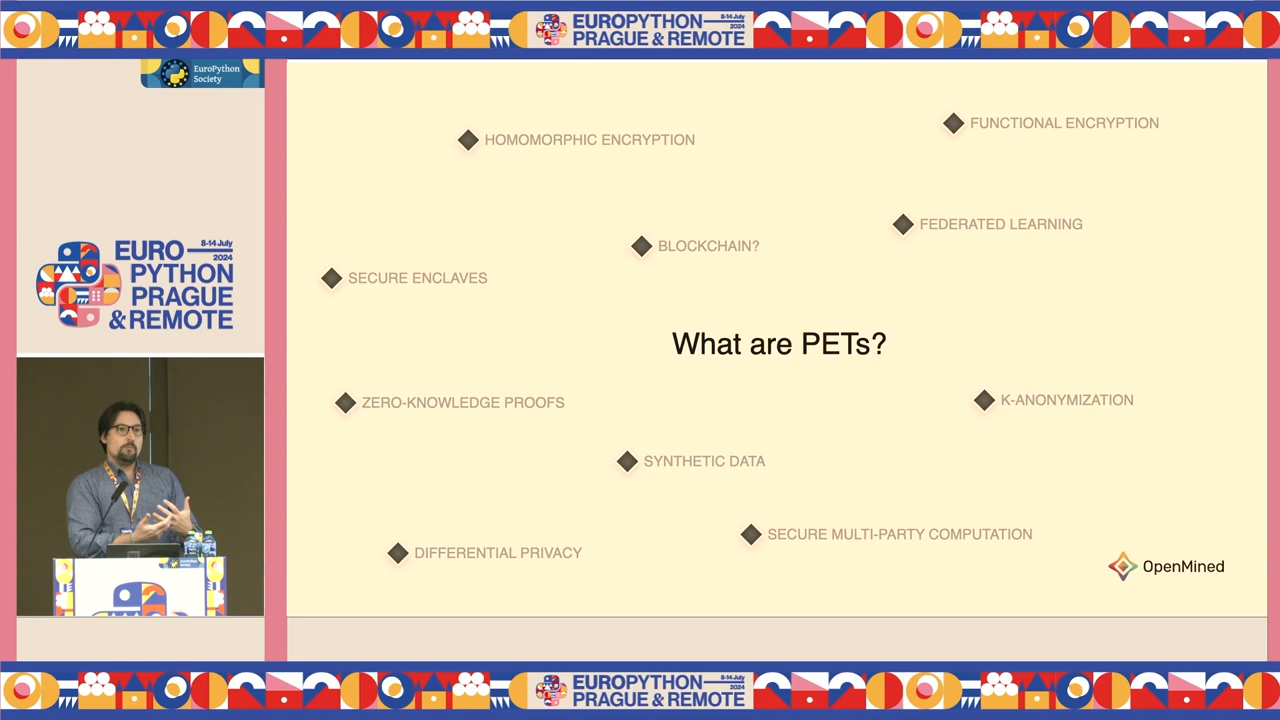 EUROPYTHON
8-14 July
2024
PRAGUE & REMOTE
EuroPython
Society
EURO
8-14 July
2024
PYTHON
PRAGUE
& REMOTE
HOMOMORPHIC ENCRYPTION
FUNCTIONAL ENCRYPTION
FEDERATED LEARNING
BLOCKCHAIN?
SECURE ENCLAVES
What are PETs?
ZERO-KNOWLEDGE PROOFS
K-ANONYMIZATION
SYNTHETIC DATA
SECURE MULTI-PARTY COMPUTATION
DIFFERENTIAL PRIVACY
OpenMined
EUROPYTHON
8-14 July
2024
PRAGUE & REMOTE